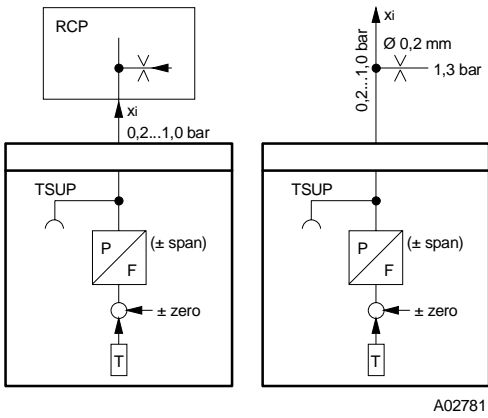 RCP
xi
0,2...1,0 bar
TSUP
P
F
(± span)
± zero
T
xi
Ø 0,2 mm
1,3 bar
0,2...1,0 bar
TSUP
P
F
(± span)
± zero
T
A02781